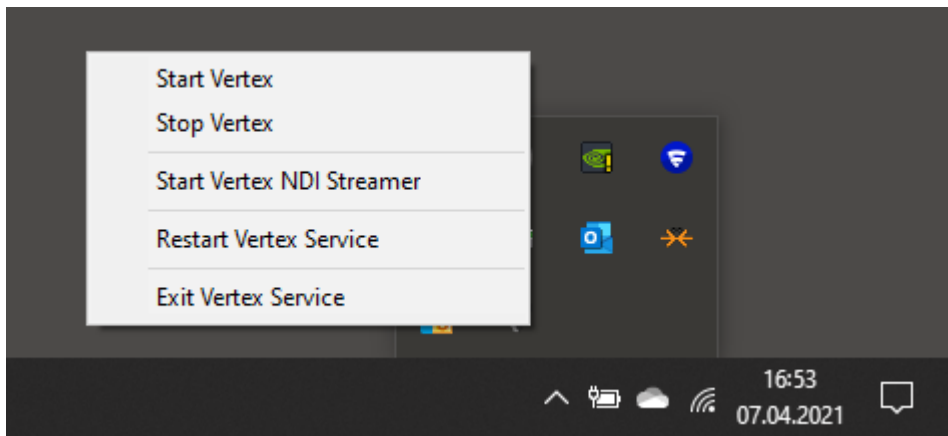 Start Vertex
Stop Vertex
Start Vertex NDI Streamer
Restart Vertex Service
Exit Vertex Service
16:53
07.04.2021